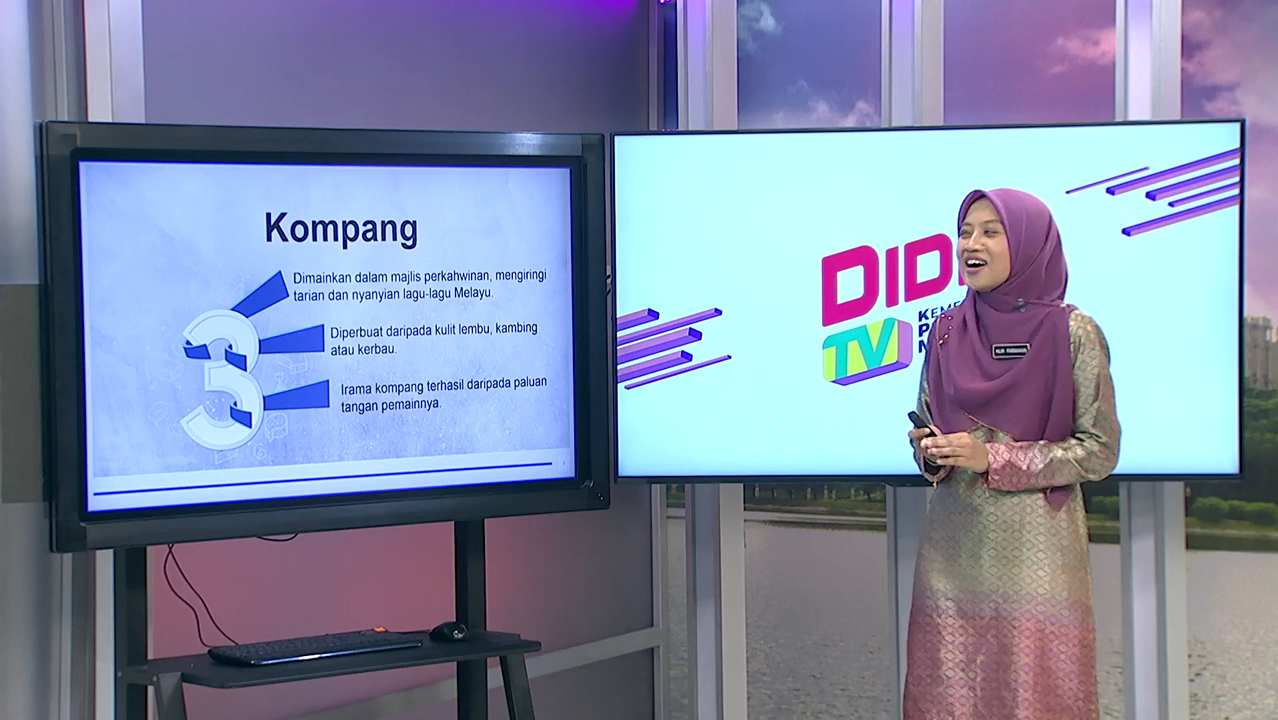 Kompang
Dimainkan dalam majlis perkahwinan, mengiringi
tarian dan nyanyian lagu-lagu Melayu.
Diperbuat daripada kulit lembu, kambing
atau kerbau.
Irama kompang terhasil daripada paluan
tangan pemainnya.
3
DID
TV